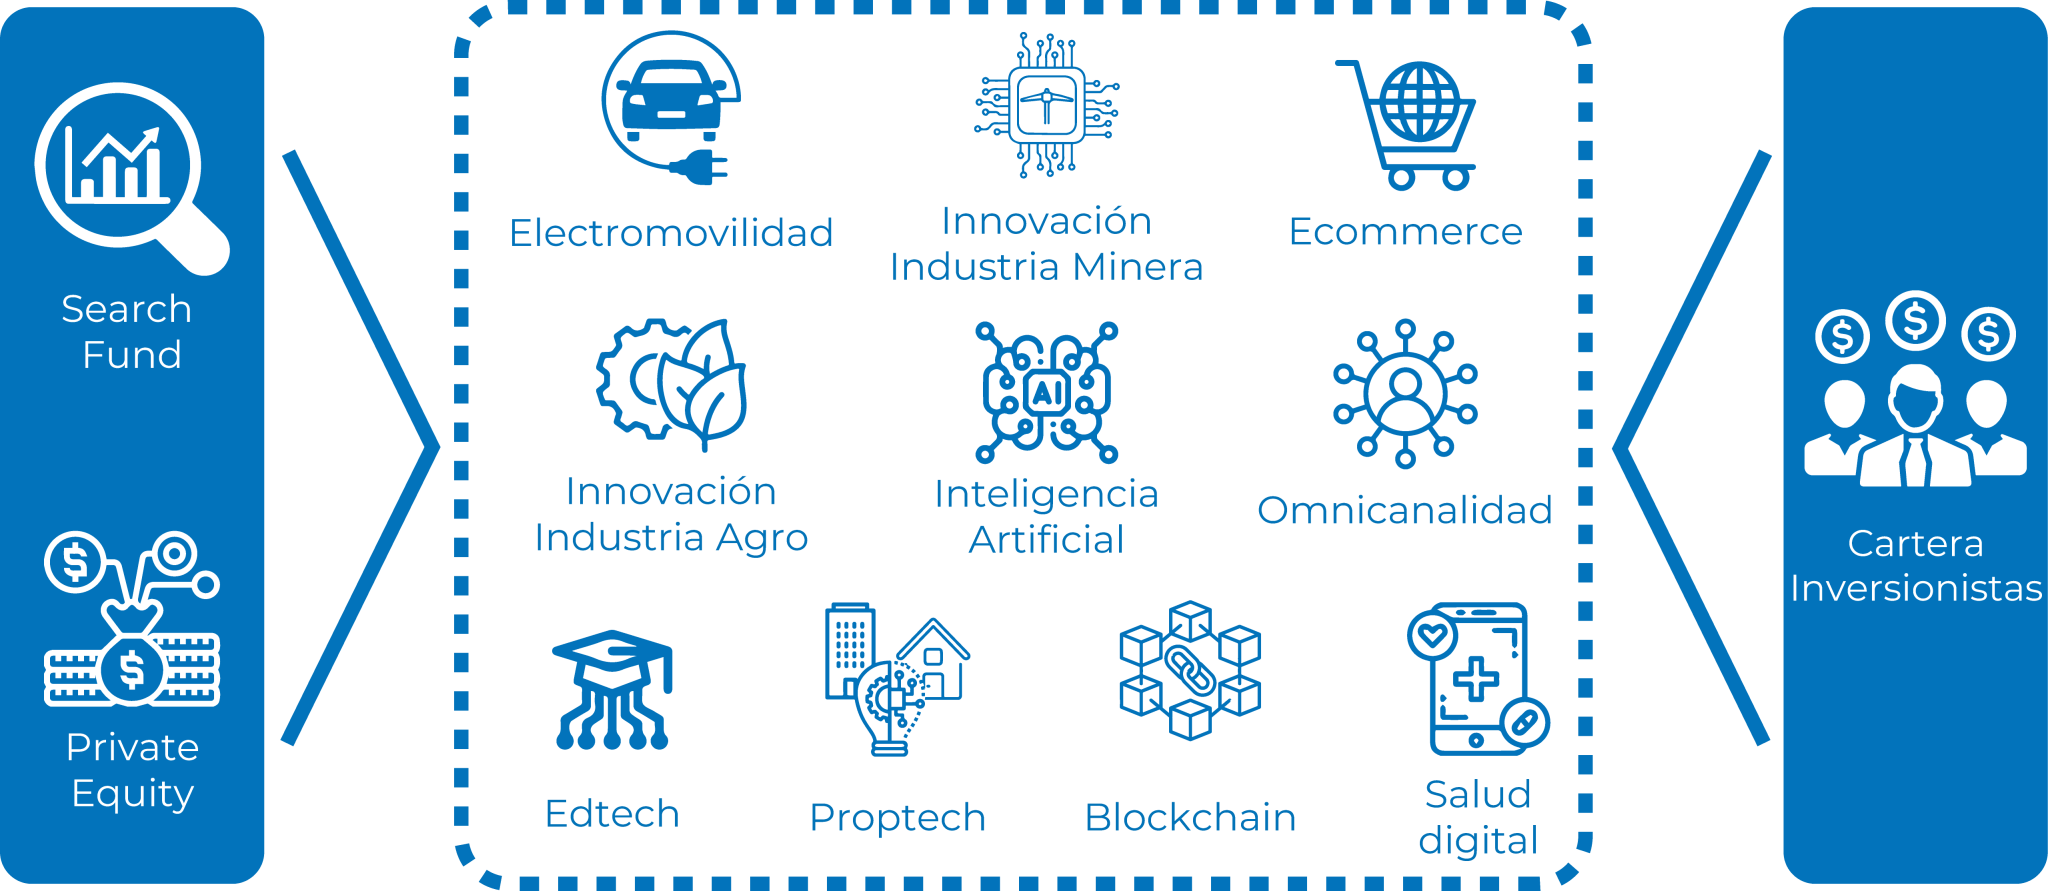 Search
Fund
Private
Equity
Electromovilidad
Innovación
Industria Minera
Ecommerce
Innovación
Industria Agro
AI
Inteligencia
Artificial
Omnicanalidad
Edtech
Proptech
Blockchain
Salud
digital
$
$
$
$
$
Cartera
Inversionistas